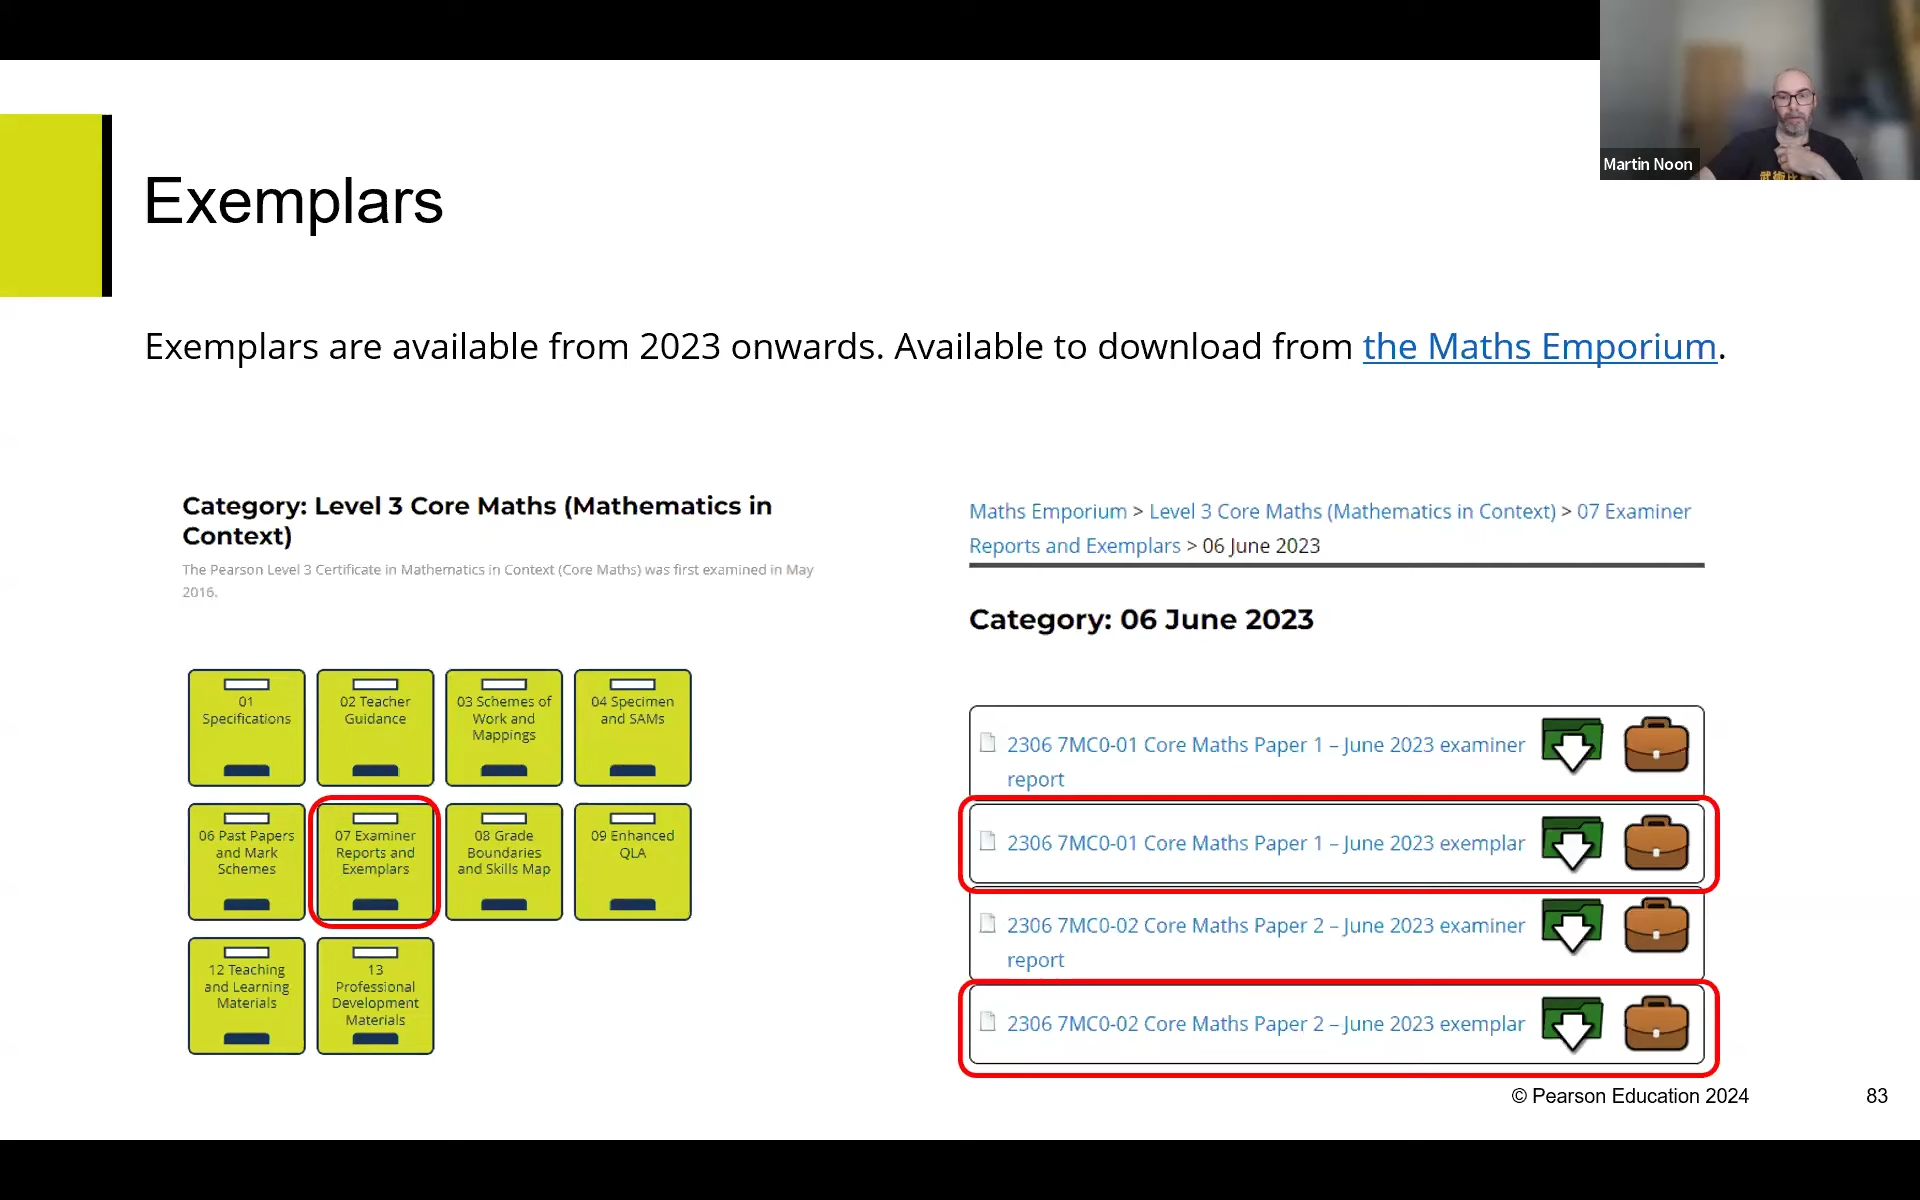 Martin Noon
Exemplars
Exemplars are available from 2023 onwards. Available to download from the Maths Emporium.
Category: Level 3 Core Maths (Mathematics in
Context)
The Pearson Level 3 Certificate in Mathematics in Context (Core Maths) was first examined in May
2016.
01
Specifications
02 Teacher
Guidance
03 Schemes of
Work and
Mappings
04 Specimen
and SAMs
06 Past Papers
and Mark
Schemes
07 Examiner
Reports and
Exemplars
08 Grade
Boundaries
and Skills Map
09 Enhanced
QLA
12 Teaching
and Learning
Materials
13
Professional
Development
Materials
Maths Emporium > Level 3 Core Maths (Mathematics in Context) > 07 Examiner
Reports and Exemplars > 06 June 2023
Category: 06 June 2023
2306 7MC0-01 Core Maths Paper 1 – June 2023 examiner
report
2306 7MC0-01 Core Maths Paper 1 – June 2023 exemplar
2306 7MC0-02 Core Maths Paper 2 – June 2023 examiner
report
2306 7MC0-02 Core Maths Paper 2 – June 2023 exemplar
© Pearson Education 2024
83